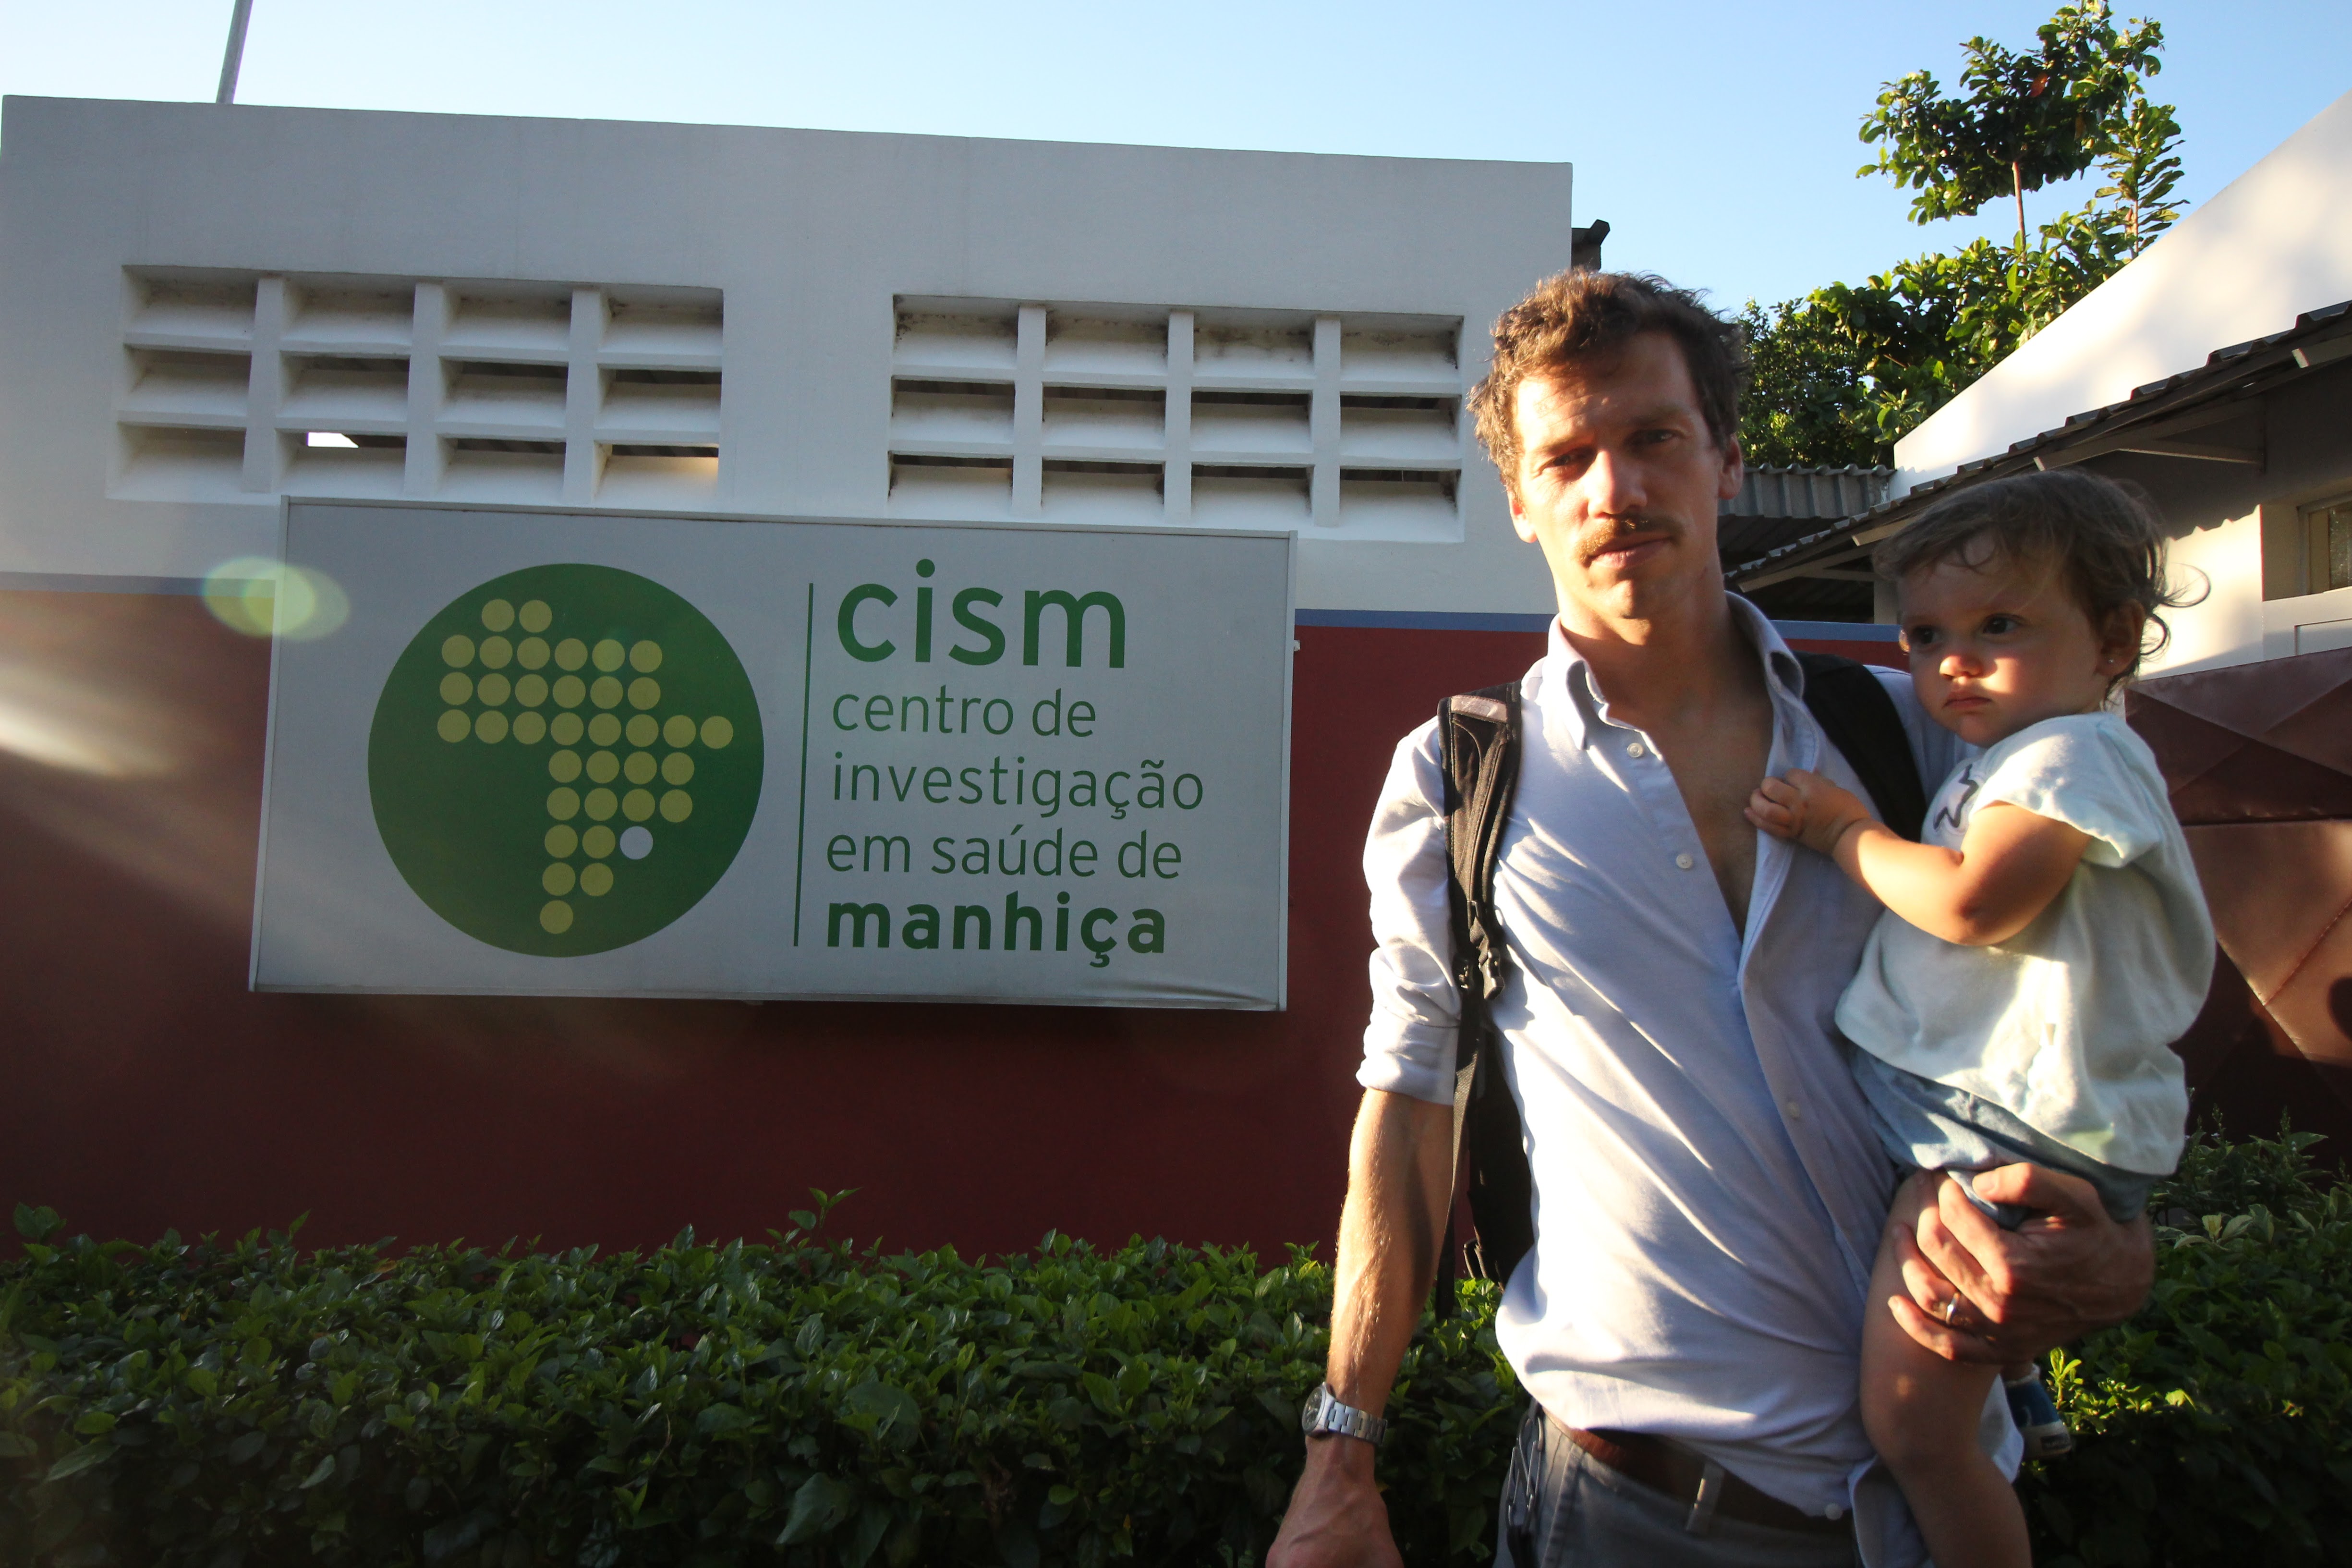 cism
centro de
investigação
em saúde de
manhiça